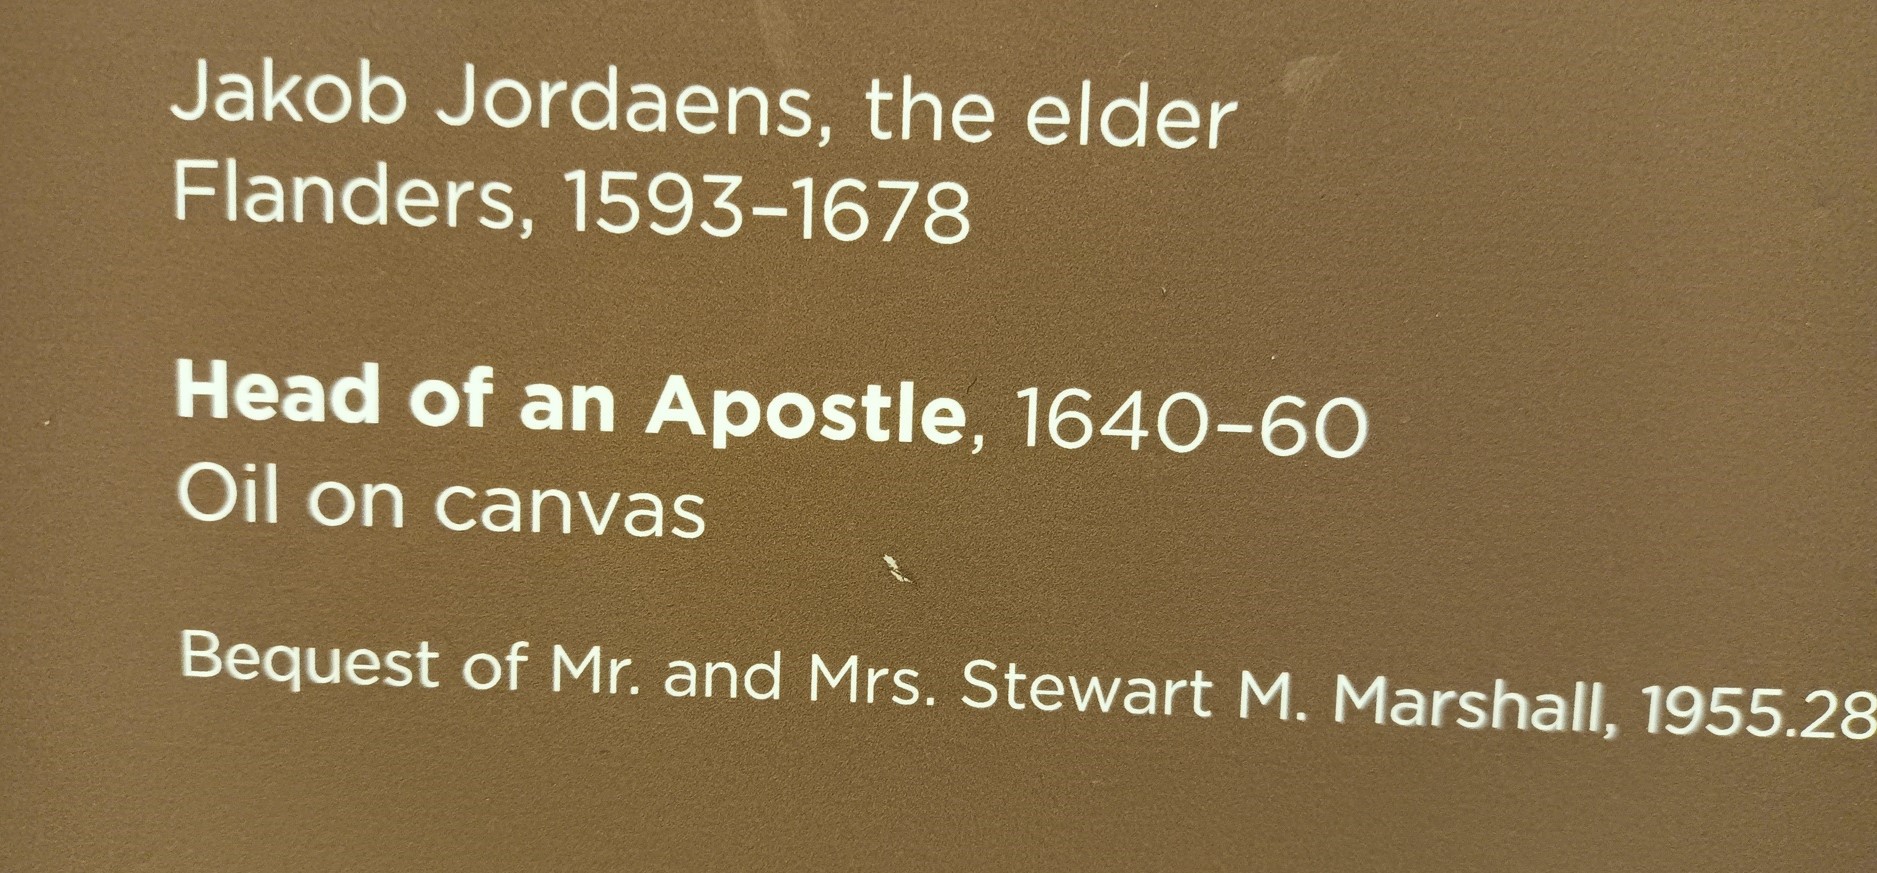 Jakob Jordaens, the elder
Flanders, 1593–1678
Head of an Apostle, 1640–60
Oil on canvas
Bequest of Mr. and Mrs. Stewart M. Marshall, 1955.28